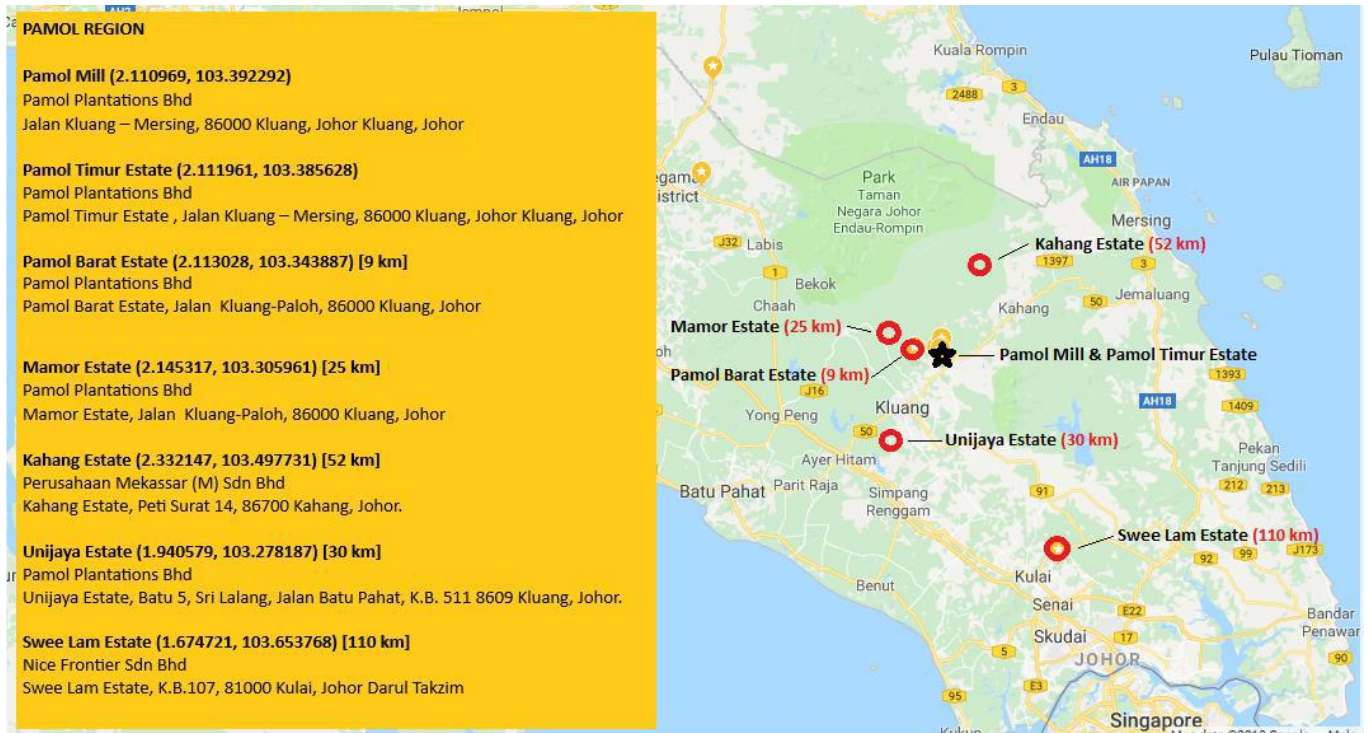 PAMOL REGION
Pamol Mill (2.110969, 103.392292)
Pamol Plantations Bhd
Jalan Kluang – Mersing, 86000 Kluang, Johor Kluang, Johor
Pamol Timur Estate (2.111961, 103.385628)
Pamol Plantations Bhd
Pamol Timur Estate , Jalan Kluang – Mersing, 86000 Kluang, Johor Kluang, Johor
Pamol Barat Estate (2.113028, 103.343887) [9 km]
Pamol Plantations Bhd
Pamol Barat Estate, Jalan Kluang-Paloh, 86000 Kluang, Johor
Mamor Estate (2.145317, 103.305961) [25 km]
Pamol Plantations Bhd
Mamor Estate, Jalan Kluang-Paloh, 86000 Kluang, Johor
Kahang Estate (2.332147, 103.497731) [52 km]
Perusahaan Mekassar (M) Sdn Bhd
Kahang Estate, Peti Surat 14, 86700 Kahang, Johor.
Unijaya Estate (1.940579, 103.278187) [30 km]
Pamol Plantations Bhd
Unijaya Estate, Batu 5, Sri Lalang, Jalan Batu Pahat, K.B. 511 8609 Kluang, Johor.
Swee Lam Estate (1.674721, 103.653768) [110 km]
Nice Frontier Sdn Bhd
Swee Lam Estate, K.B.107, 81000 Kulai, Johor Darul Takzim
Kuala Rompin
Pulau Tioman
3
2488
Endau
AH18
AIR PAPAN
Park
Taman
Negara Johor
Endau-Rompin
Mersing
J32
Labis
Kahang Estate (52 km)
1397
3
1
Bekok
Jemaluang
50
Chaah
Kahang
Mamor Estate (25 km)
Pamol Mill & Pamol Timur Estate
Pamol Barat Estate (9 km)
1393
J16
AH18
1409
Yong Peng
Kluang
50
Unijaya Estate (30 km)
Ayer Hitam
Pekan
Tanjung Sedili
Batu Pahat
Parit Raja
Simpang
Renggam
91
212
213
Swee Lam Estate (110 km)
92
99
J173
Kulai
Benut
Senai
E22
Bandar
Penawar
Skudai
17
5
JOHOR
90
E3
95
Singapore